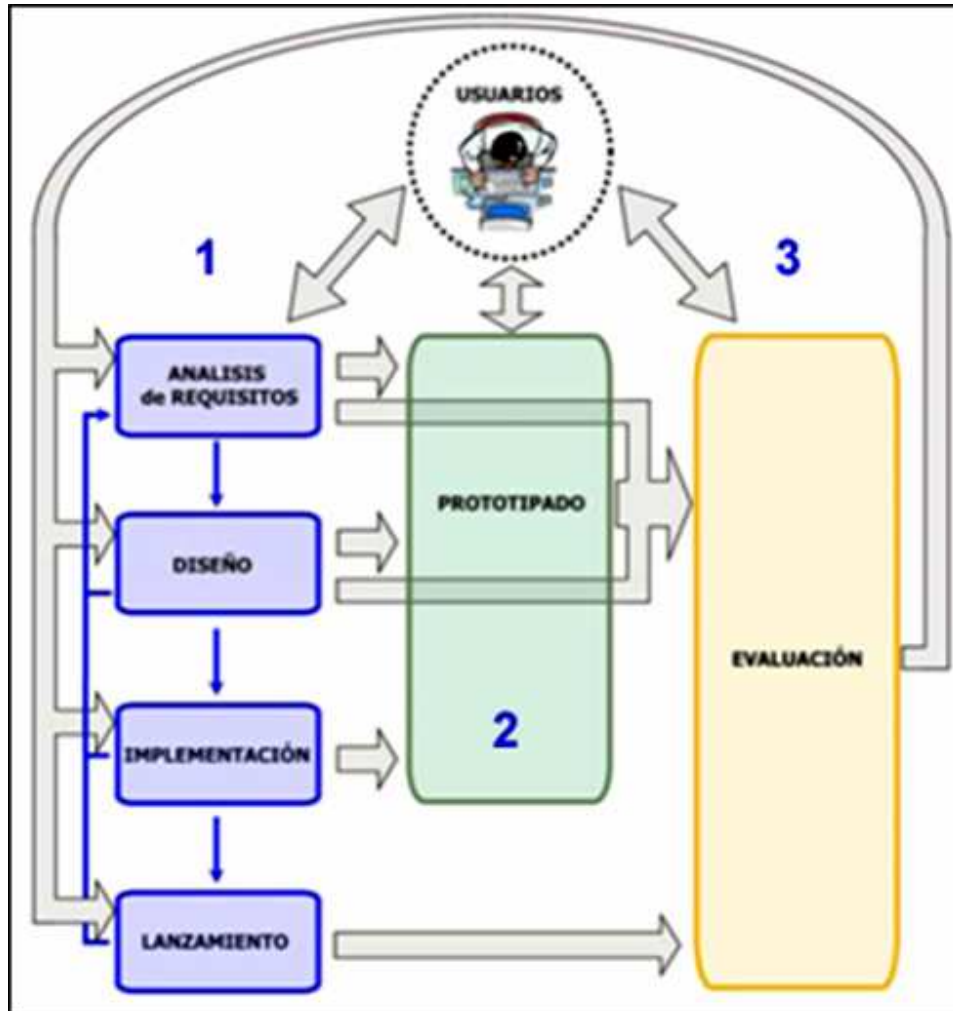 USUARIOS
1
3
ANALISIS
de REQUISITOS
PROTOTIPADO
DISEÑO
EVALUACIÓN
2
IMPLEMENTACIÓN
LANZAMIENTO